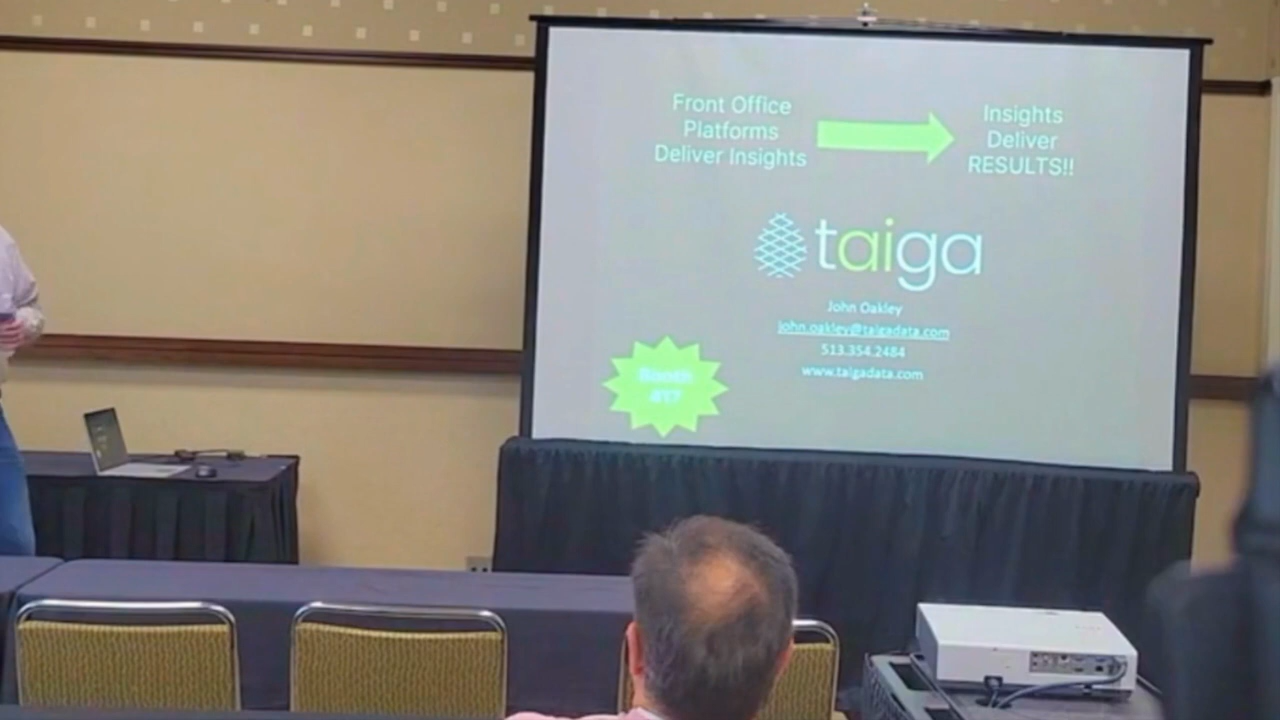 Front Office
Platforms
Deliver Insights
Insights
Deliver
RESULTS!!
taiga
John Oakley
john.oakley@taigadata.com
513.354.2484
www.taigadata.com
Booth